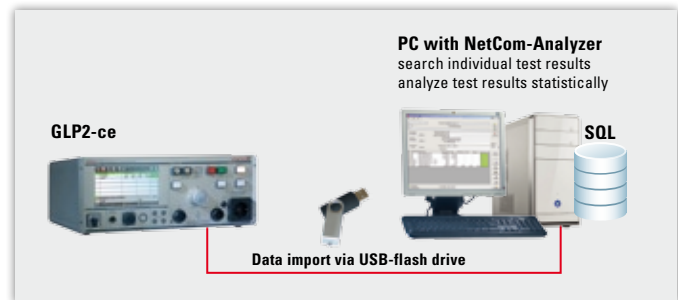 PC with NetCom-Analyzer
search individual test results
analyze test results statistically
GLP2-ce
SQL
Data import via USB-flash drive